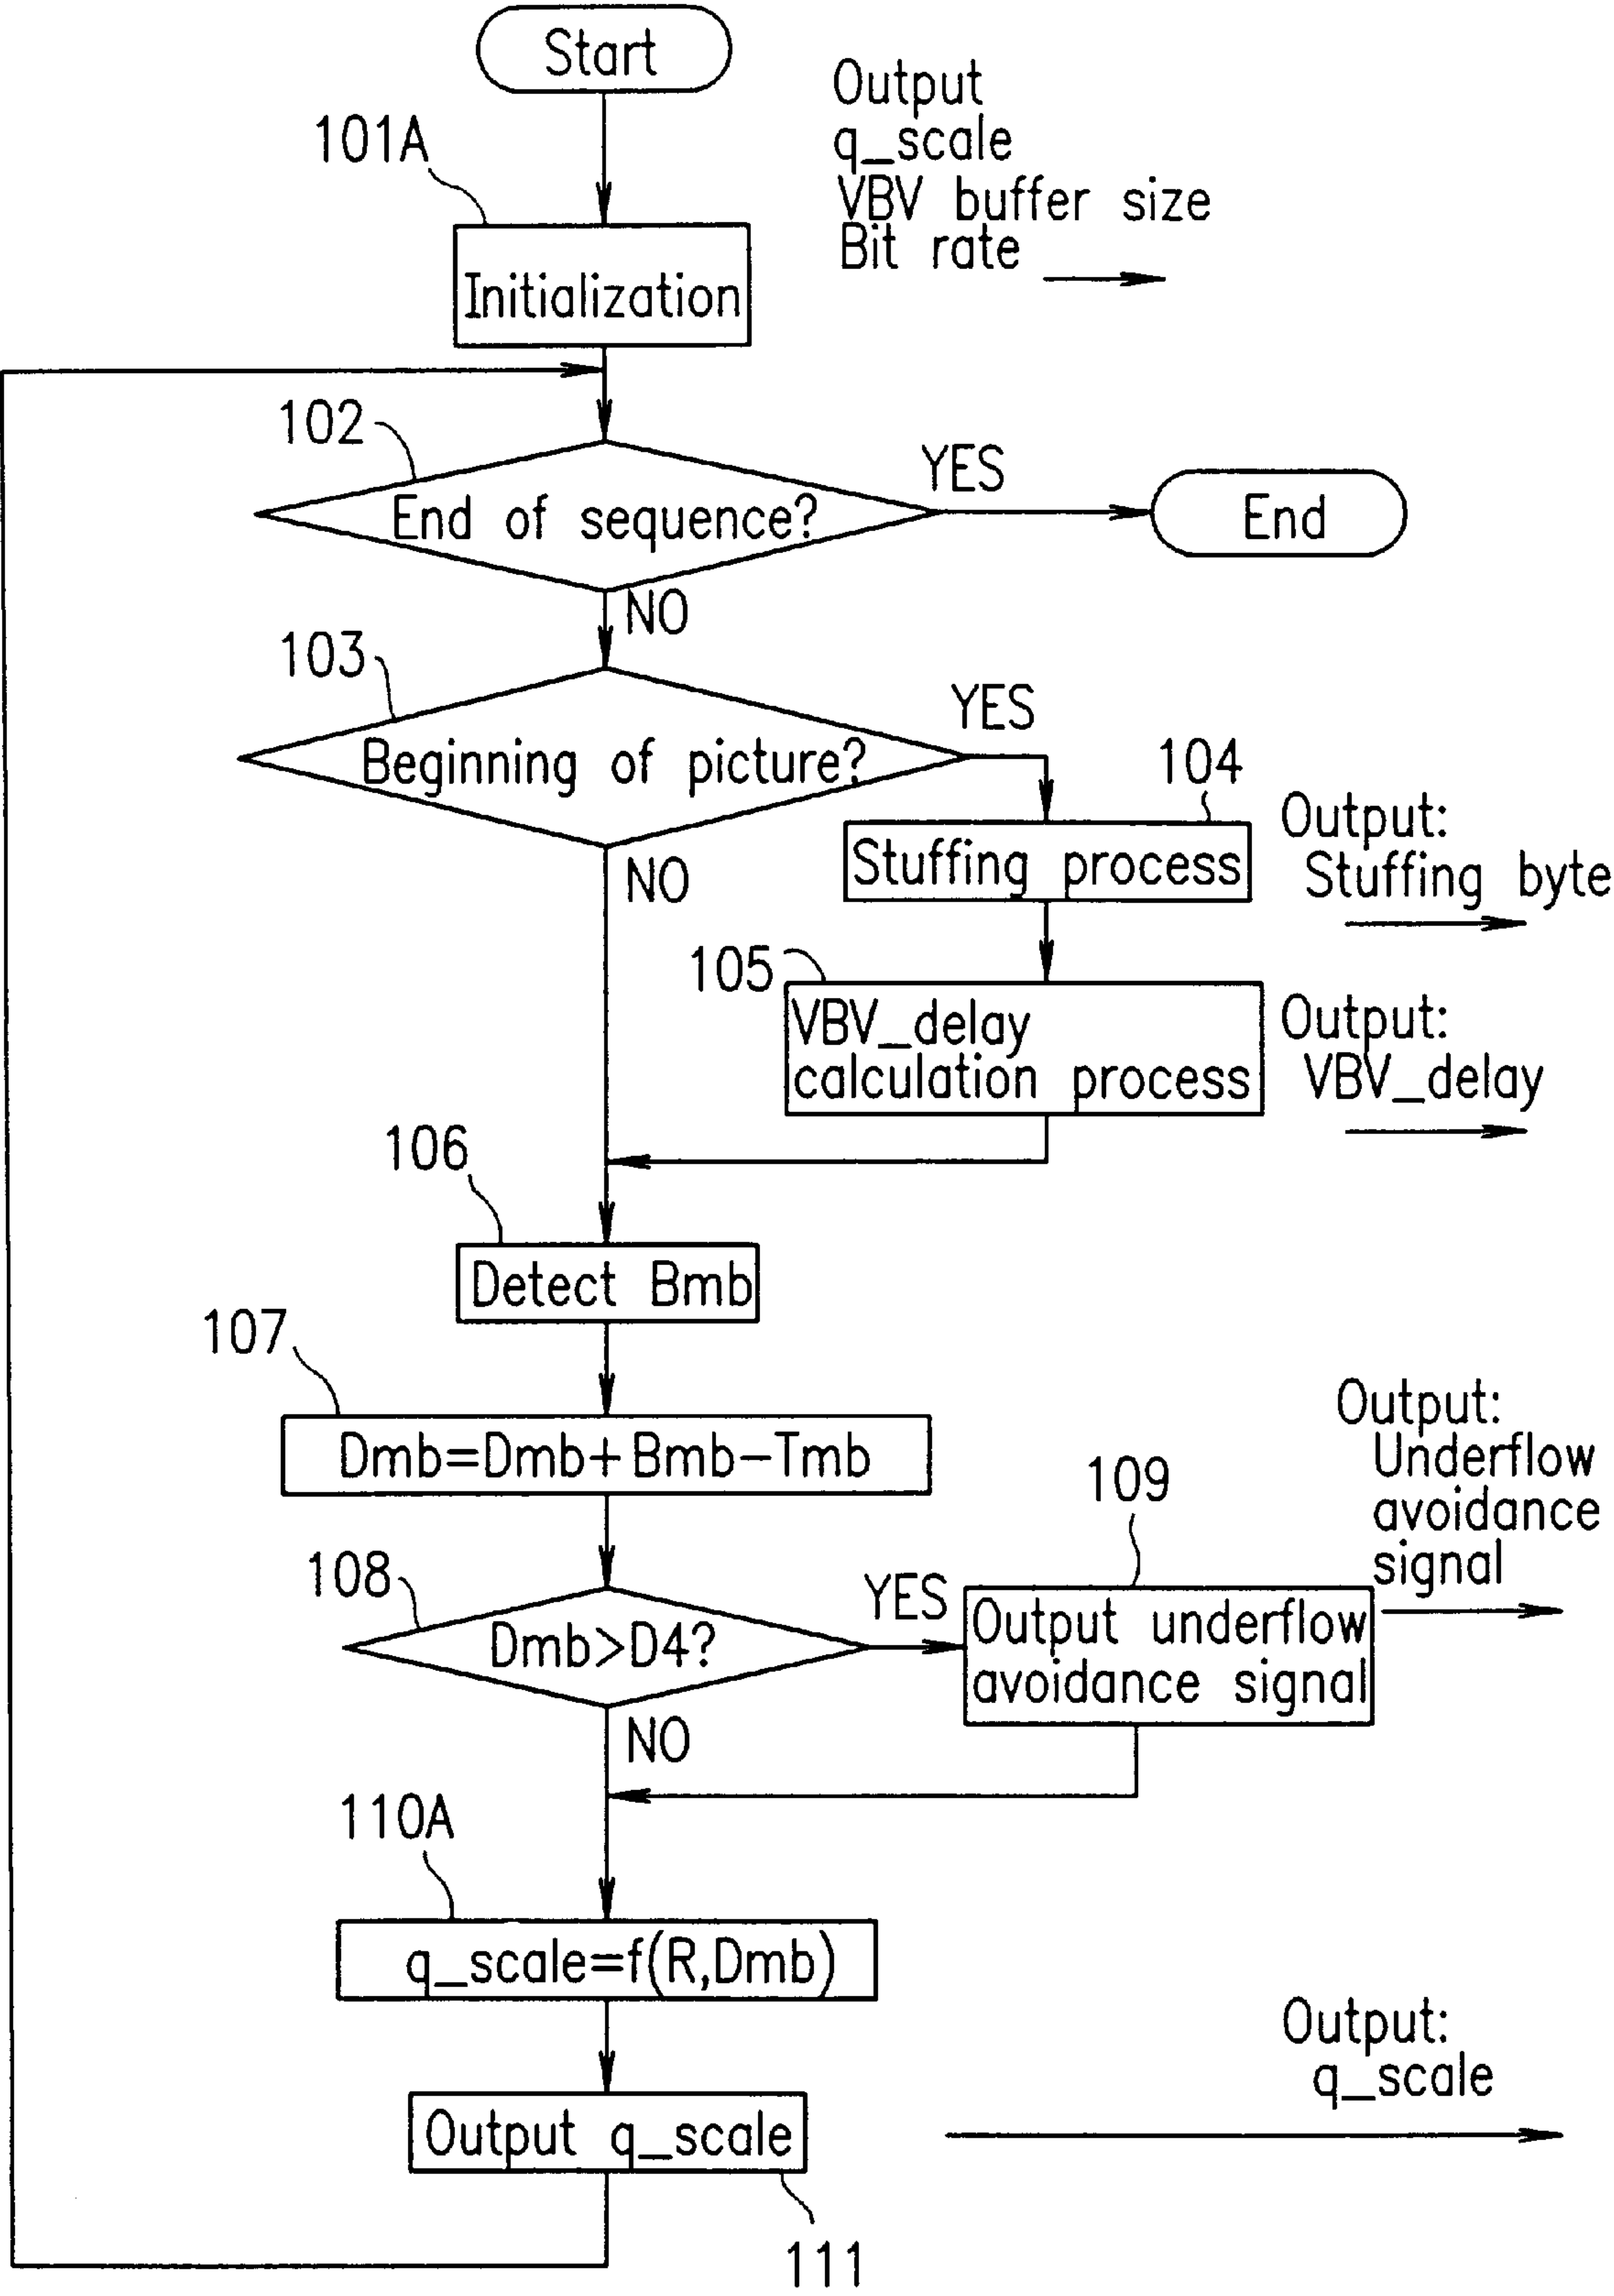 Start
Output
q_scale
VBV buffer size
Bit rate
101A
Initialization
102
End of sequence?
YES
End
NO
103
Beginning of picture?
YES
NO
104
Stuffing process
Output:
Stuffing byte
105
VBV_delay
calculation process
Output:
VBV_delay
106
Detect Bmb
107
Dmb=Dmb+Bmb-Tmb
108
Dmb>D4?
YES
NO
109
Output underflow
avoidance signal
Output:
Underflow
avoidance
signal
110A
q_scale=f(R,Dmb)
Output q_scale
111
Output:
q_scale